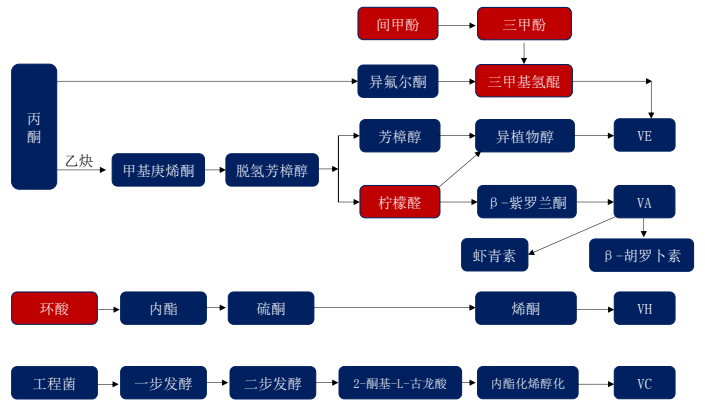 间甲酚
三甲酚
丙酮
异氟尔酮
三甲基氢醌
乙炔
芳樟醇
异植物醇
VE
甲基庚烯酮
脱氢芳樟醇
柠檬醛
β-紫罗兰酮
VA
虾青素
β-胡罗卜素
环酸
内酯
硫酮
烯酮
VH
工程菌
一步发酵
二步发酵
2-酮基-L-古龙酸
内酯化烯醇化
VC